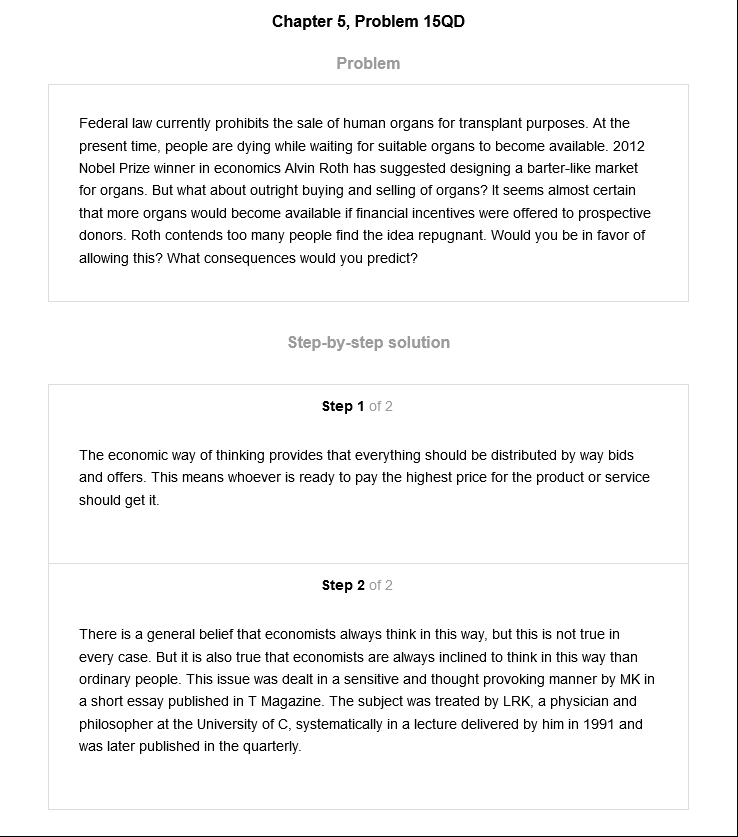 Chapter 5, Problem 15QD
Problem
Federal law currently prohibits the sale of human organs for transplant purposes. At the
present time, people are dying while waiting for suitable organs to become available. 2012
Nobel Prize winner in economics Alvin Roth has suggested designing a barter-like market
for organs. But what about outright buying and selling of organs? It seems almost certain
that more organs would become available if financial incentives were offered to prospective
donors. Roth contends too many people find the idea repugnant. Would you be in favor of
allowing this? What consequences would you predict?
Step-by-step solution
Step 1 of 2
The economic way of thinking provides that everything should be distributed by way bids
and offers. This means whoever is ready to pay the highest price for the product or service
should get it.
Step 2 of 2
There is a general belief that economists always think in this way, but this is not true in
every case. But it is also true that economists are always inclined to think in this way than
ordinary people. This issue was dealt in a sensitive and thought provoking manner by MK in
a short essay published in T Magazine. The subject was treated by LRK, a physician and
philosopher at the University of C, systematically in a lecture delivered by him in 1991 and
was later published in the quarterly.